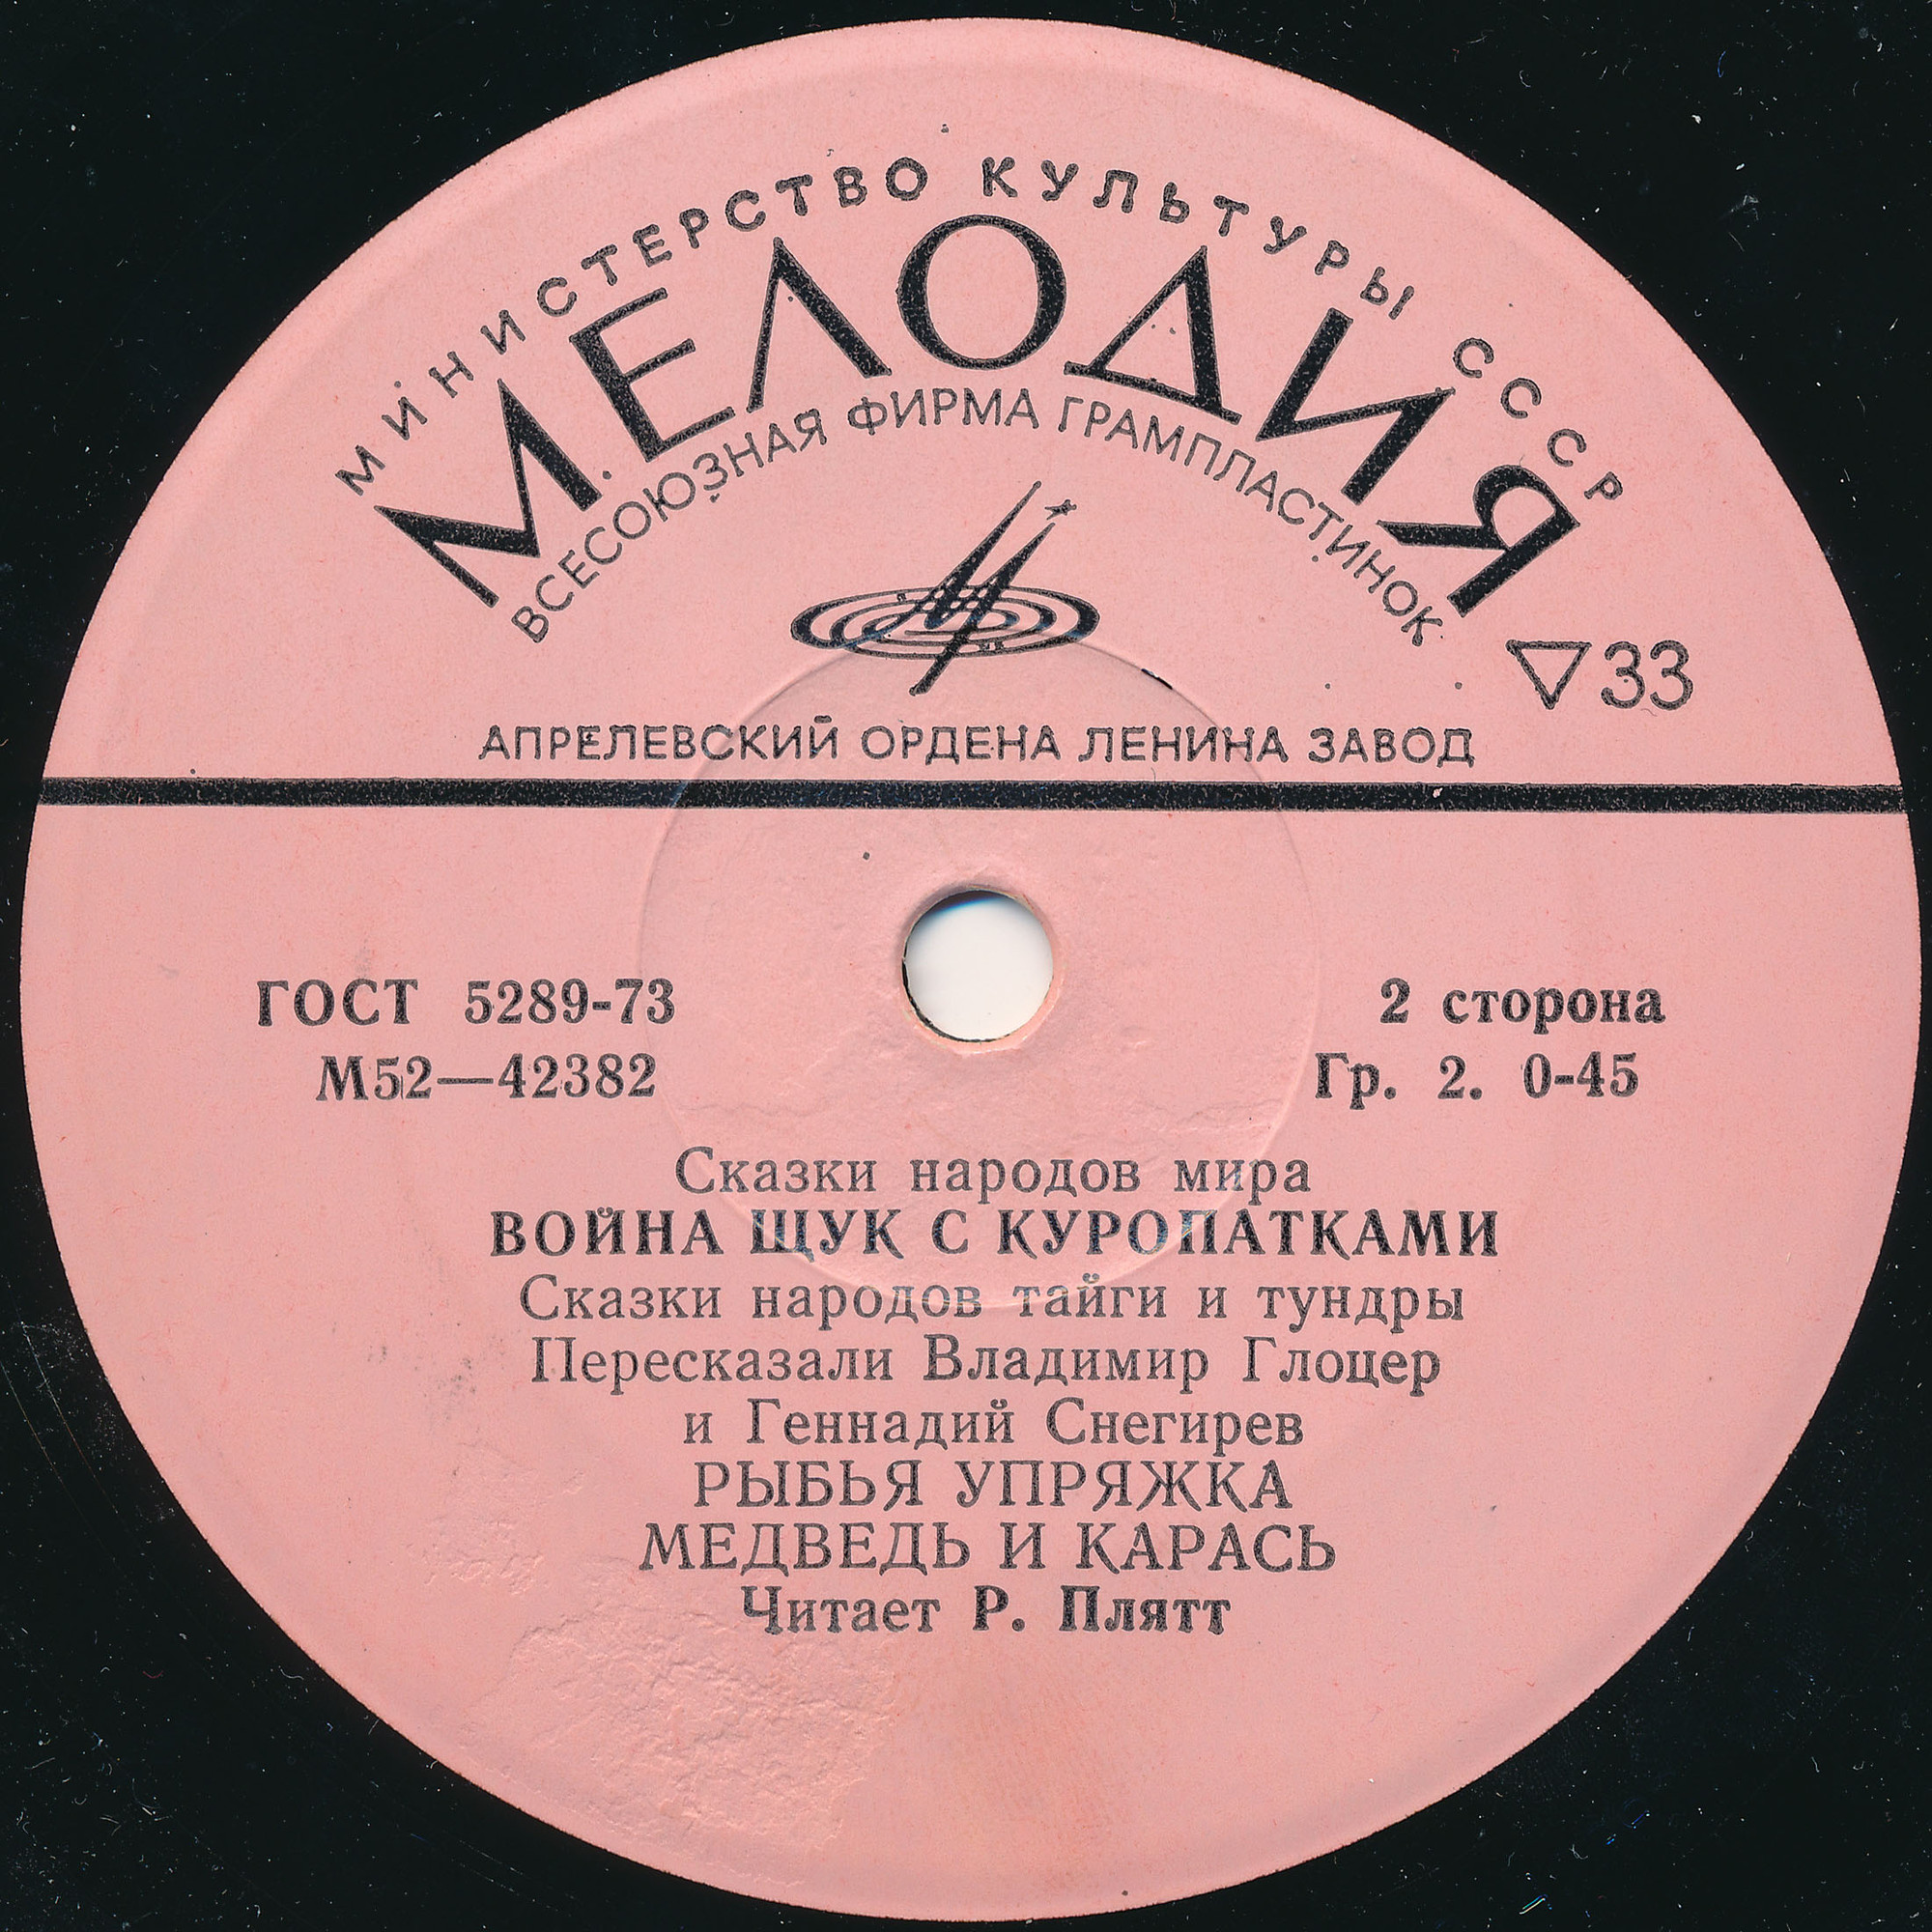 МИНИСТЕРСТВО КУЛЬТУРЫ СССР
МЕЛОДИЯ
ВСЕСОЮЗНАЯ ФИРМА ГРАМПЛАСТИНОК
▽33
АПРЕЛЕВСКИЙ ОРДЕНА ЛЕНИНА ЗАВОД
ГОСТ 5289-73
2 сторона
М52—42382
Гр. 2. 0-45
Сказки народов мира
ВОЙНА ЩУК С КУРОПАТКАМИ
Сказки народов тайги и тундры
Пересказали Владимир Глоцер
и Геннадий Снегирев
РЫБЬЯ УПРЯЖКА
МЕДВЕДЬ И КАРАСЬ
Читает Р. Плятт